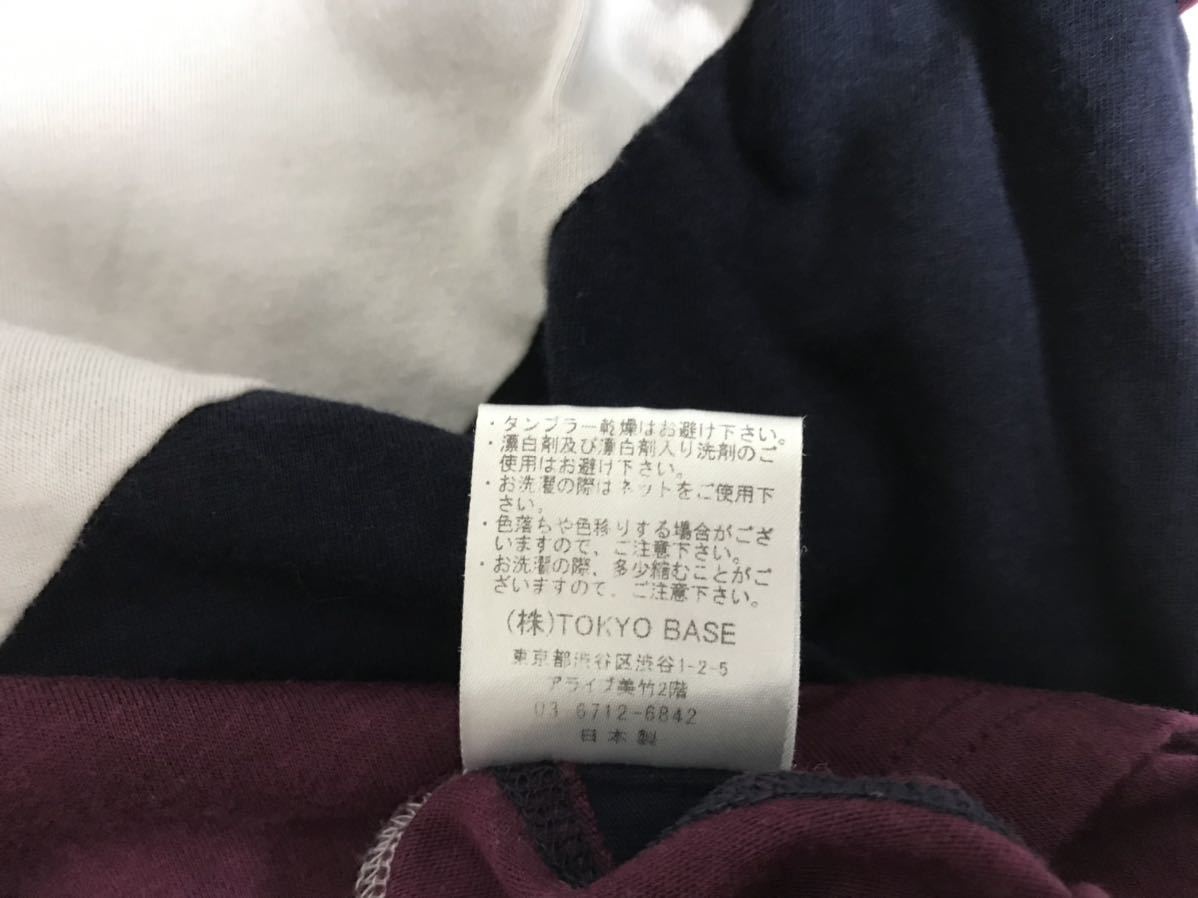 ・タンブラー乾燥はお避け下さい。
・漂白剤及び漂白剤入り洗剤のご
使用はお避け下さい。
・お洗濯の際はネットをご使用下
さい。
・色落ちや色移りする場合がござ
いますので、ご注意下さい。
・お洗濯の際、多少縮むことがご
ざいますので、ご注意下さい。
(株)TOKYO BASE
東京都渋谷区渋谷1-2-5
アライブ美竹2階
03 6712-6842
日本製